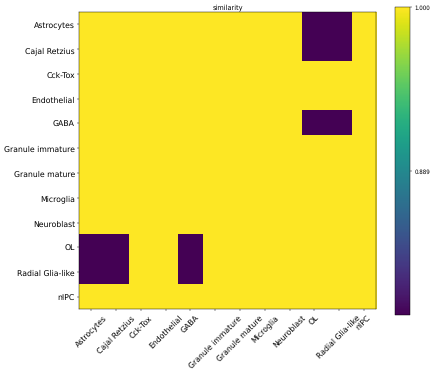 similarity
Astrocytes
Cajal Retzius
Cck-Tox
Endothelial
GABA
Granule immature
Granule mature
Microglia
Neuroblast
OL
Radial Glia-like
nIPC
Astrocytes
Cajal Retzius
Cck-Tox
Endothelial
GABA
Granule immature
Granule mature
Microglia
Neuroblast
OL
Radial Glia-like
nIPC
1.000
0.889